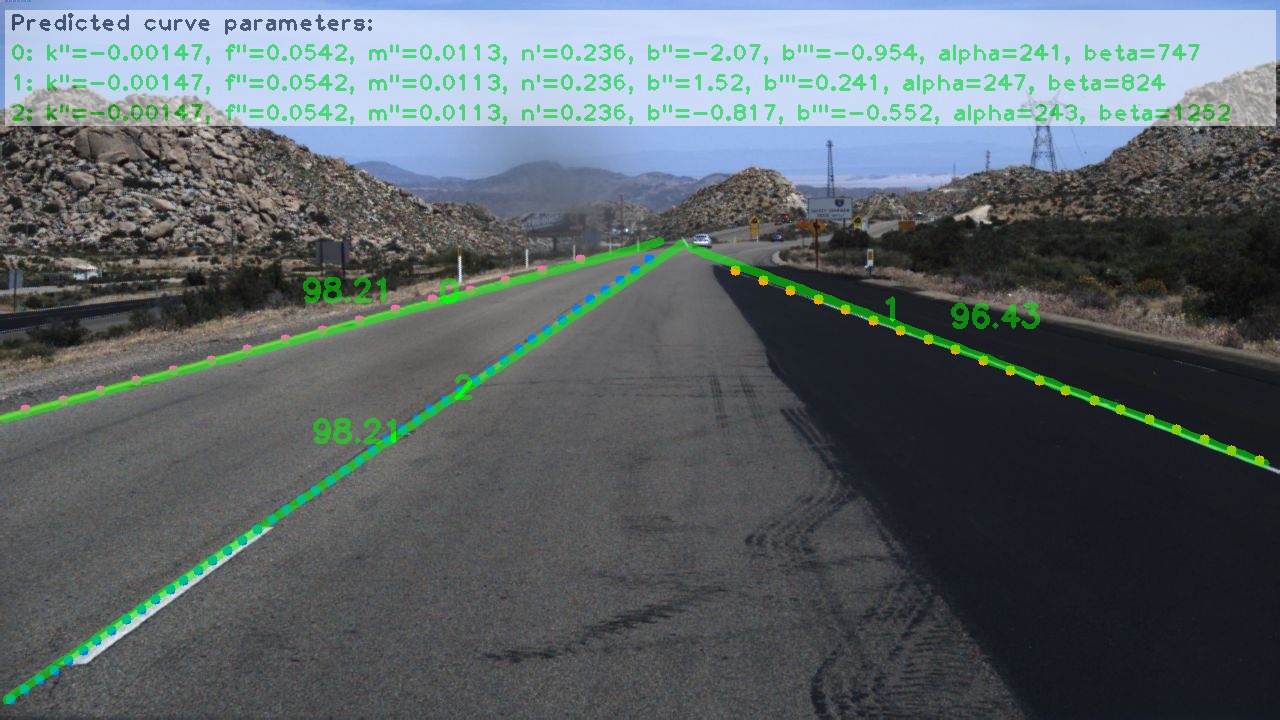 Predicted curve parameters:
0: k''=−0.00147, f''=0.0542, m''=0.0113, n'=0.236, b''=−2.07, b'''=−0.954, alpha=241, beta=747
1: k''=−0.00147, f''=0.0542, m''=0.0113, n'=0.236, b''=1.52, b'''=0.241, alpha=247, beta=824
2: k''=−0.00147, f''=0.0542, m''=0.0113, n'=0.236, b''=−0.817, b'''=−0.552, alpha=243, beta=1252
98.21 0
1 96.43
2
98.21